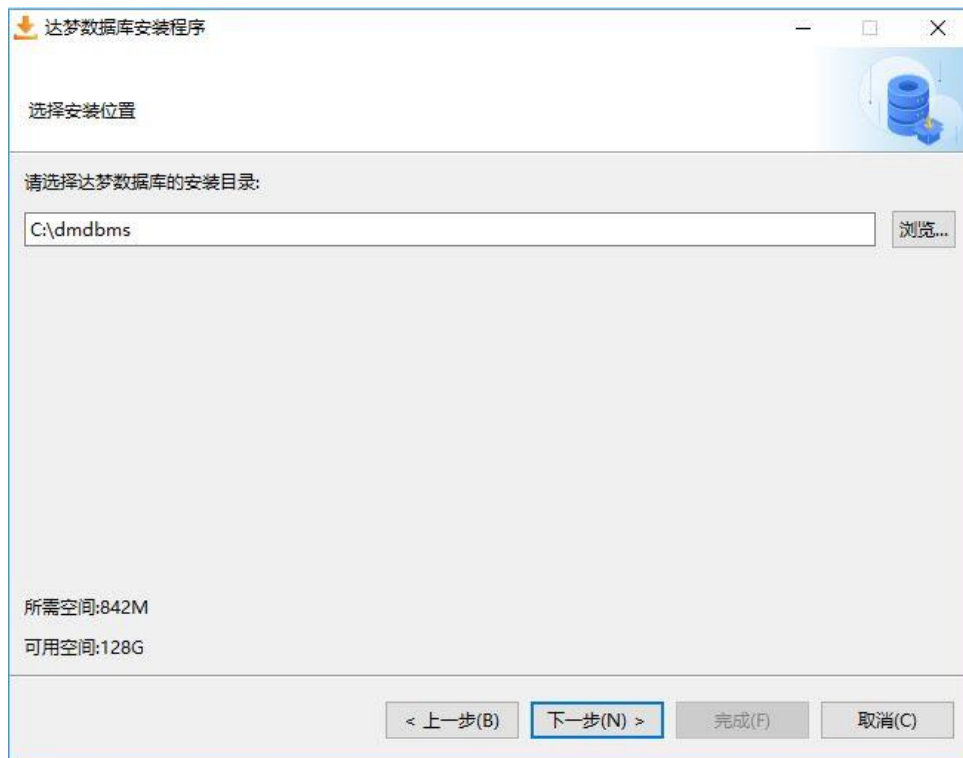 达梦数据库安装程序
选择安装位置
请选择达梦数据库的安装目录:
C:\dmdbms
浏览...
所需空间:842M
可用空间:128G
< 上一步(B)
下一步(N) >
完成(F)
取消(C)